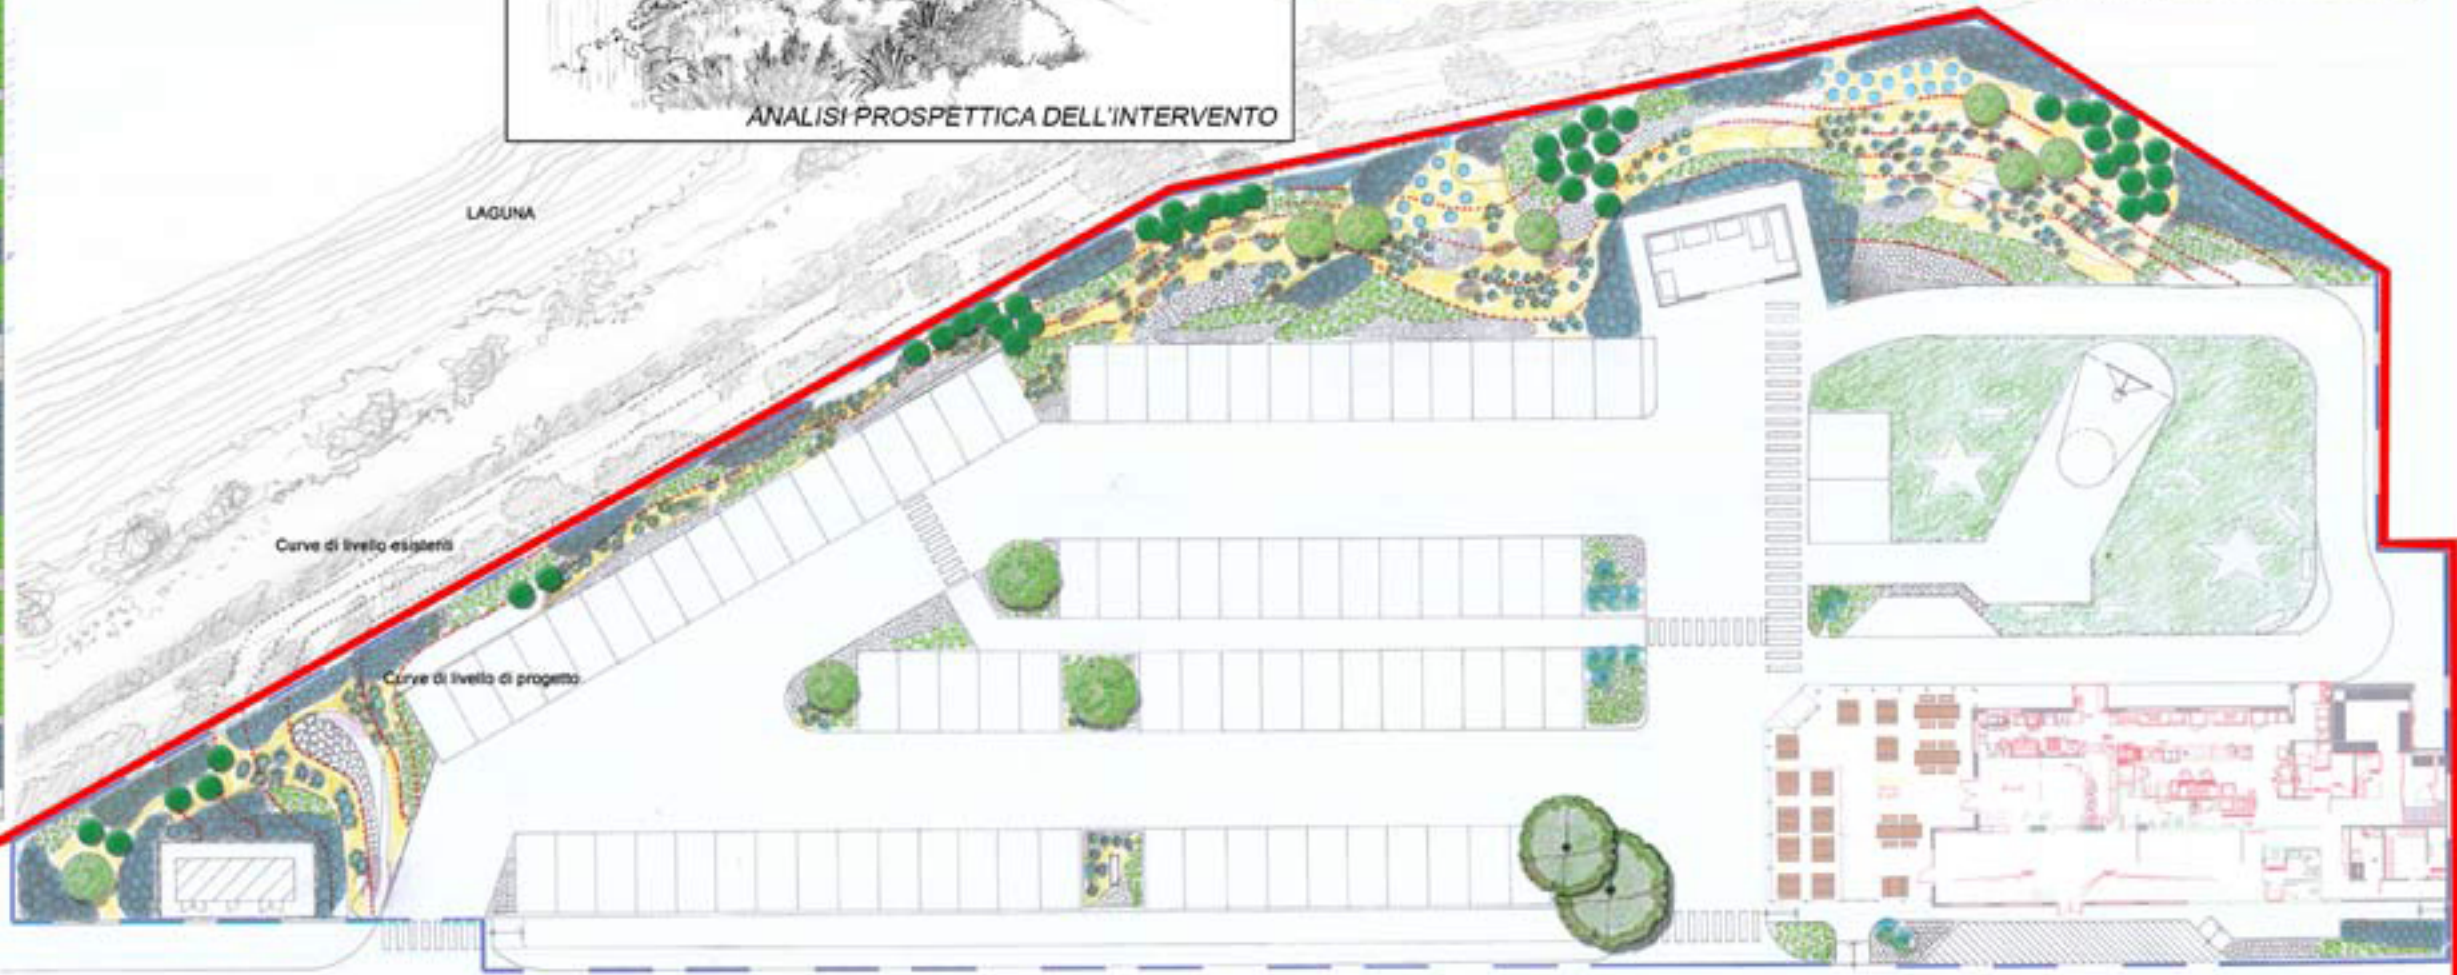 ANALISI PROSPETTICA DELL'INTERVENTO
LAGUNA
Curve di livello esistenti
Curve di livello di progetto